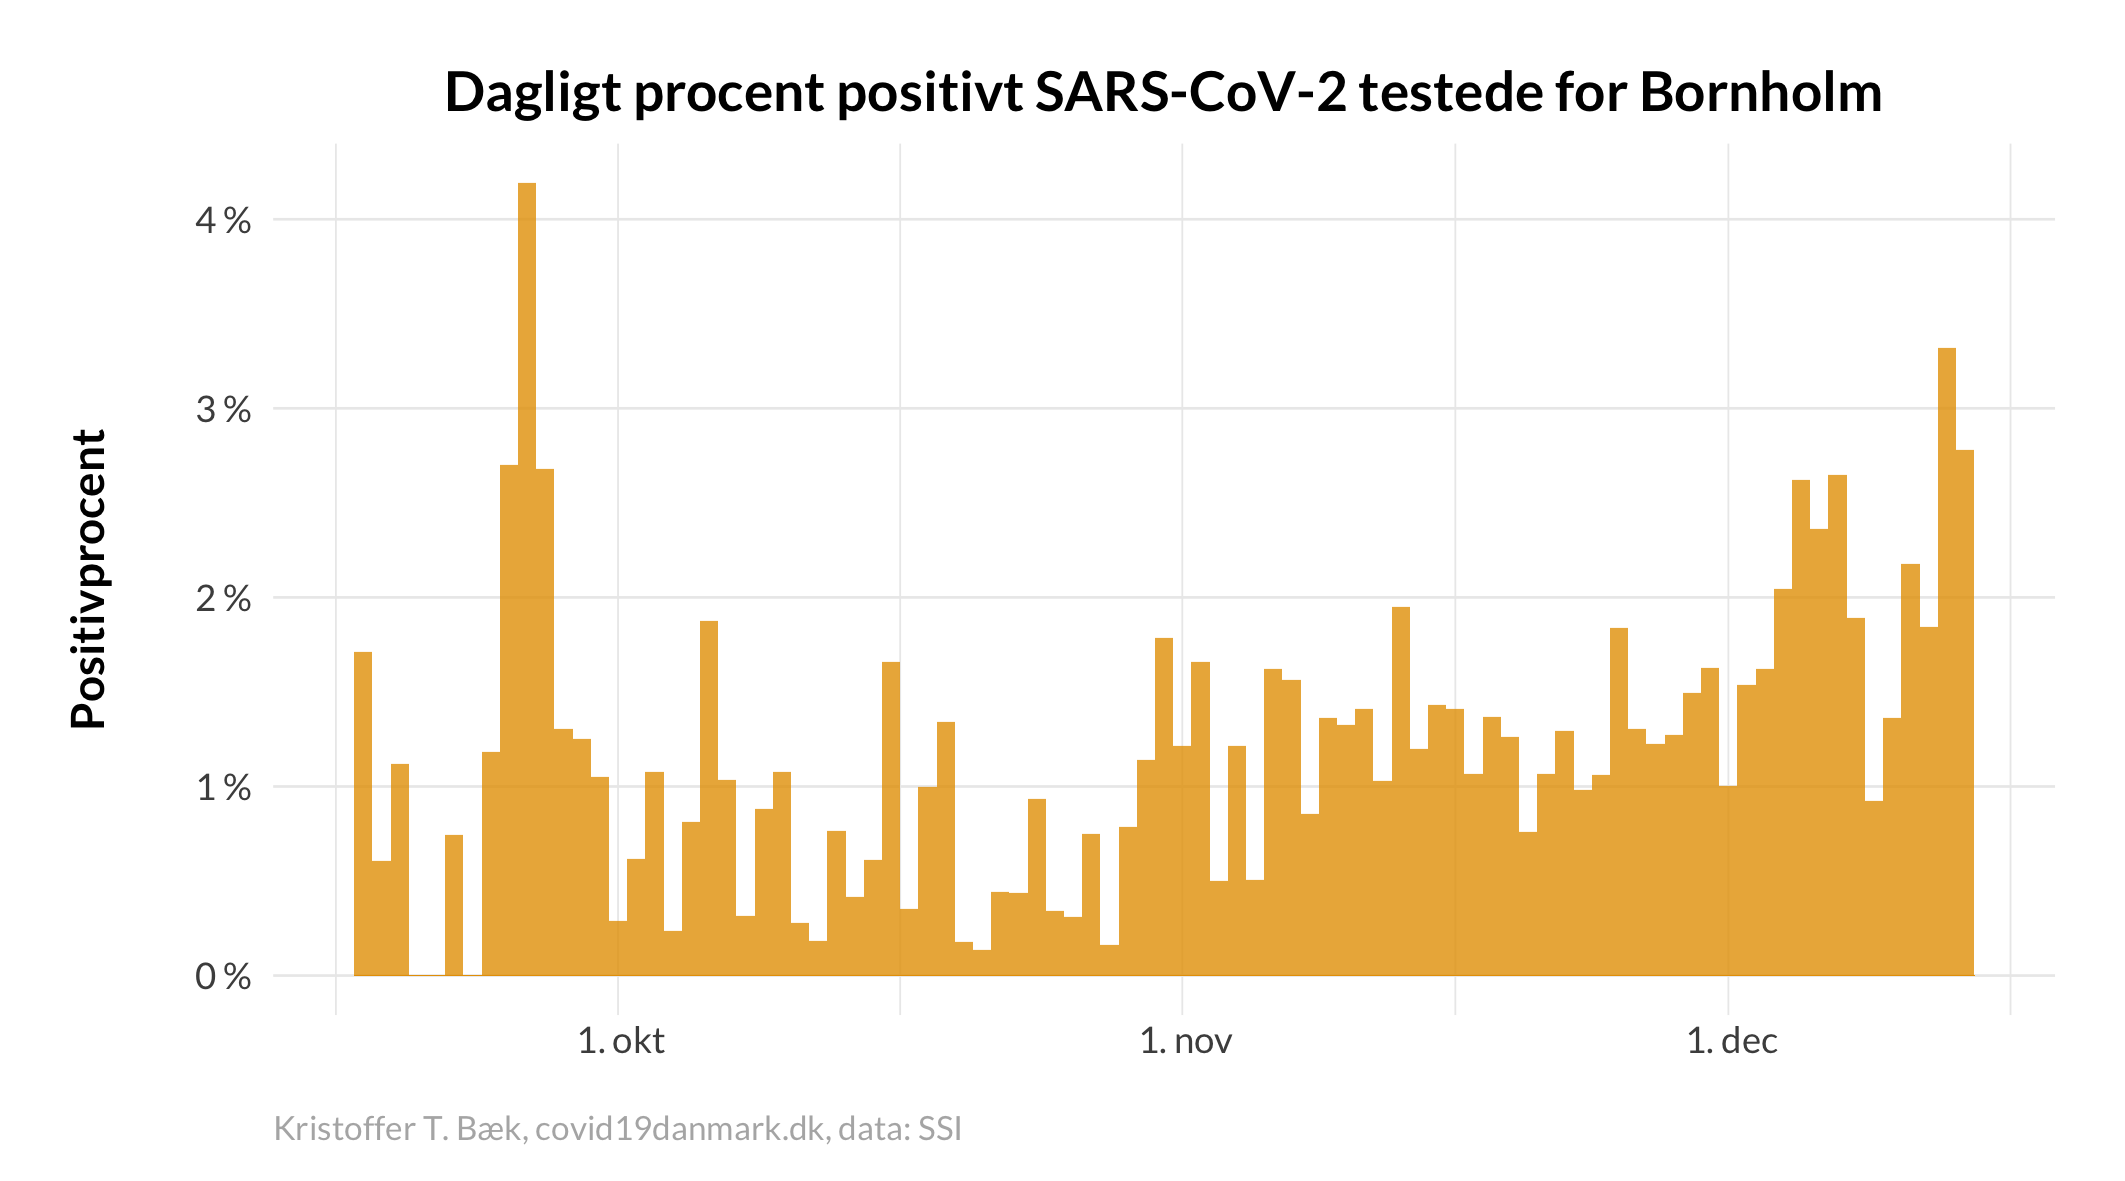 Dagligt procent positivt SARS-CoV-2 testede for Bornholm
Positivprocent
4 %
3 %
2 %
1 %
0 %
1. okt
1. nov
1. dec
Kristoffer T. Bæk, covid19danmark.dk, data: SSI